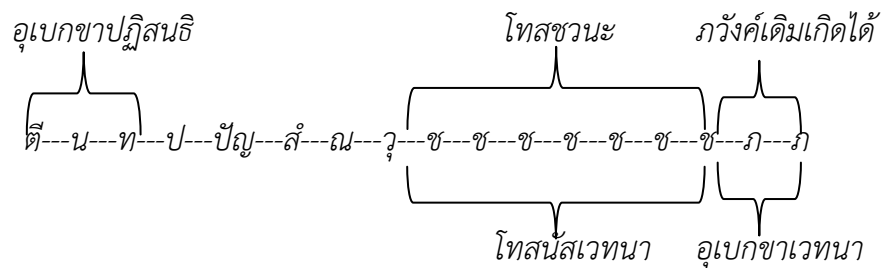 อุเบกขาปฏิสนธิ โทสชวนะ ภวังค์เดิมเกิดได้
ตี---น---ท---ป---ปัญ---สํ---ณ---วุ---ช---ช---ช---ช---ช---ช---ช---ภ---ภ
โทสนัสเวทนา อุเบกขาเวทนา